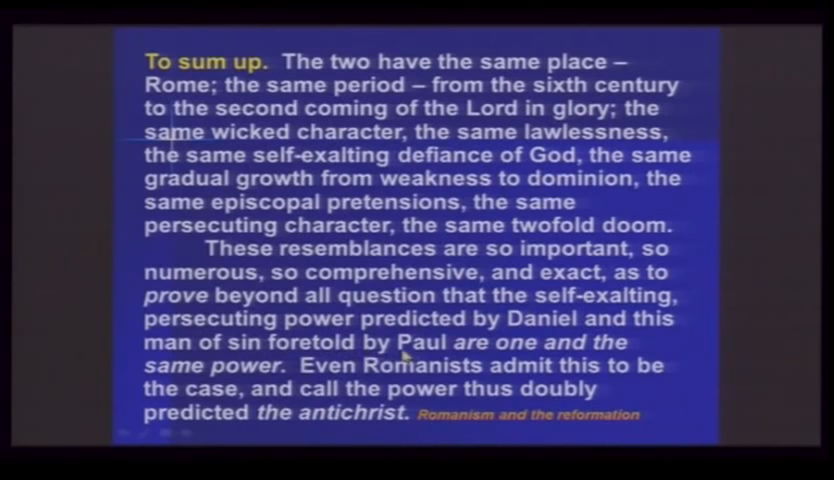 To sum up. The two have the same place –
Rome; the same period – from the sixth century
to the second coming of the Lord in glory; the
same wicked character, the same lawlessness,
the same self-exalting defiance of God, the same
gradual growth from weakness to dominion, the
same episcopal pretensions, the same
persecuting character, the same twofold doom.
These resemblances are so important, so
numerous, so comprehensive, and exact, as to
prove beyond all question that the self-exalting,
persecuting power predicted by Daniel and this
man of sin foretold by Paul are one and the
same power. Even Romanists admit this to be
the case, and call the power thus doubly
predicted the antichrist. Romanism and the reformation